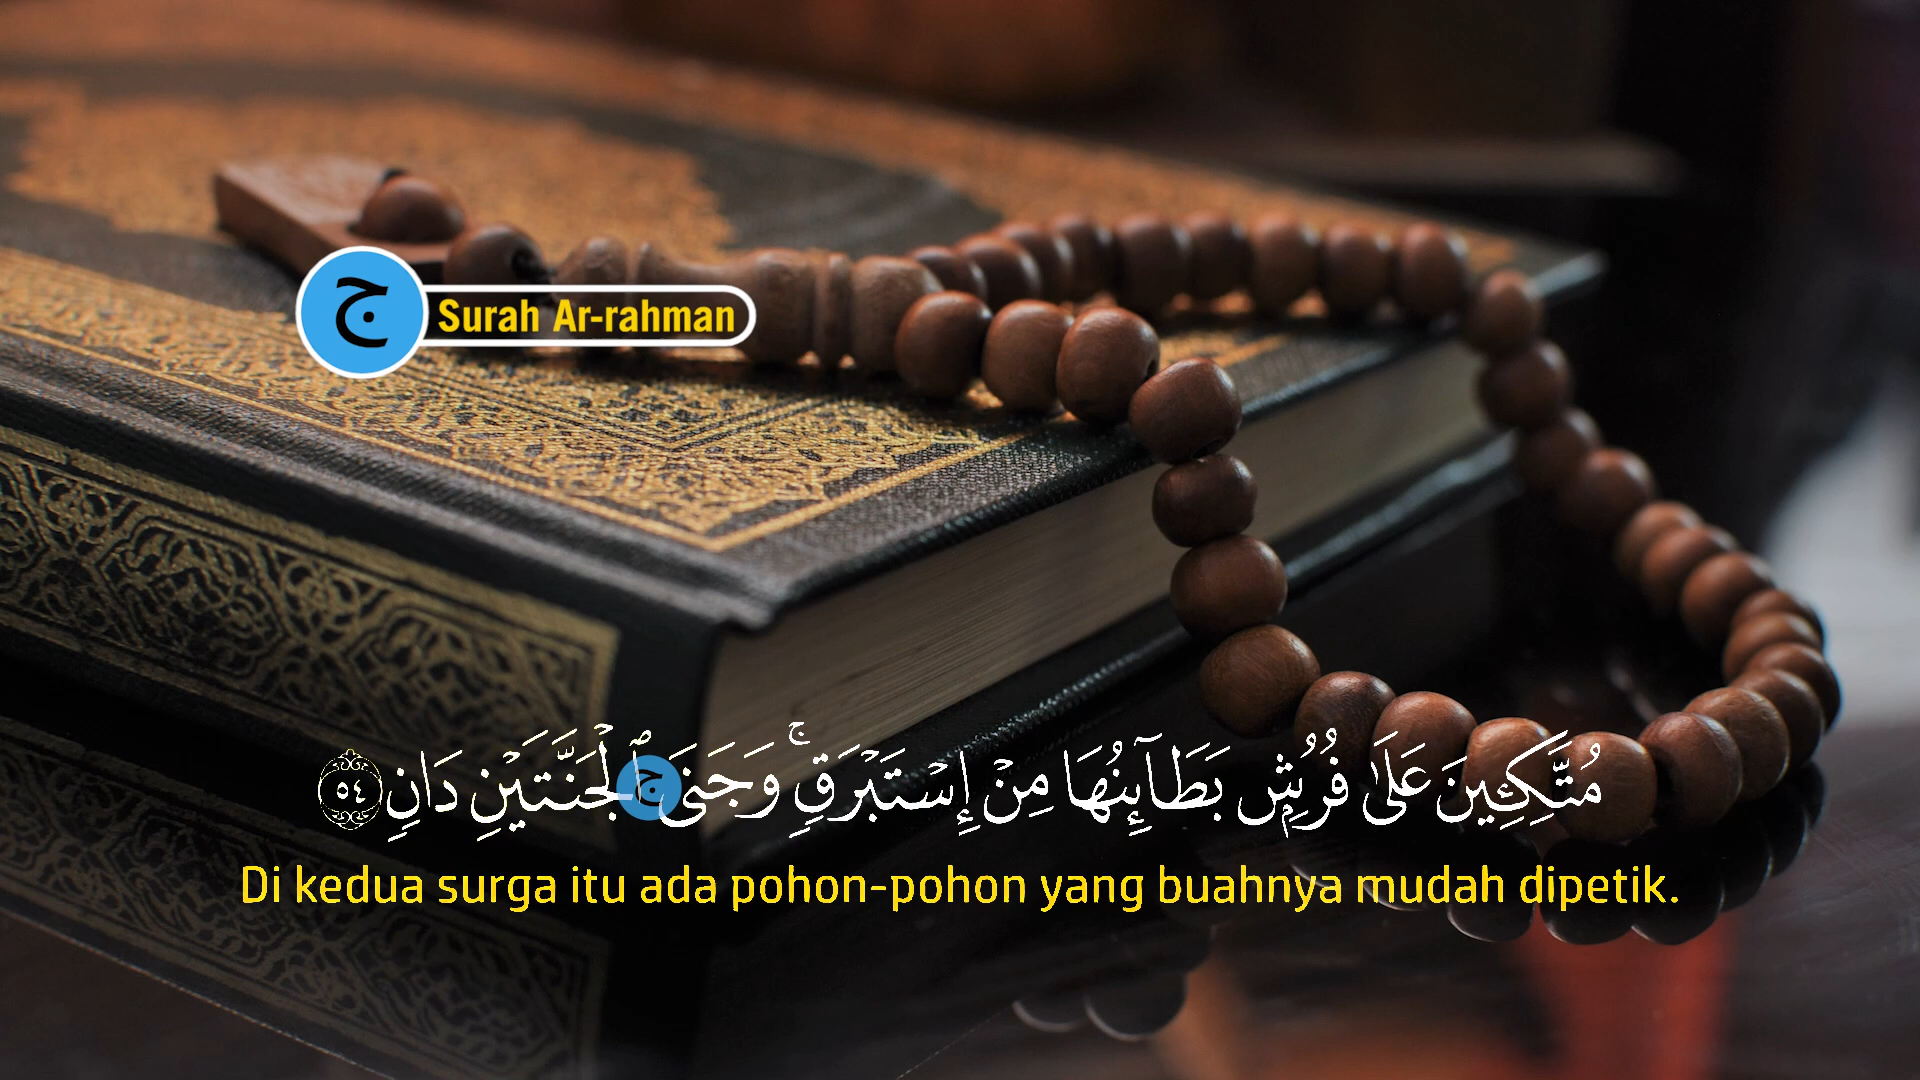 ج
Surah Ar-rahman
مُتَّكِـِٔينَ عَلَىٰ فُرُشٍۭ بَطَآئِنُهَا مِنْ إِسْتَبْرَقٍ ۚ وَجَنَى ٱلْجَنَّتَيْنِ دَانٍ ٥٤
ج
Di kedua surga itu ada pohon-pohon yang buahnya mudah dipetik.